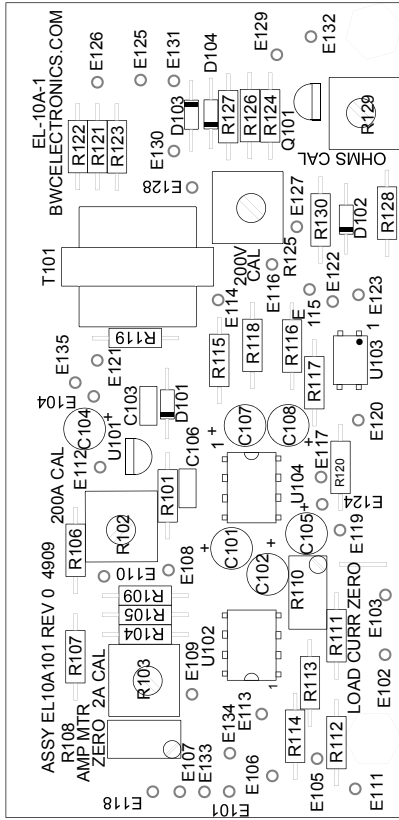 EL-10A-1
BWCELECTRONICS.COM
E126
E125
E131
D104
E129
E132
R122
R121
R123
D103
R127
R126
R124
Q101
R129
OHMS CAL
E130
E128
T101
200V
CAL
E127
R125
R130
D102
R128
E116
E122
E123
E114
E
115
R119
R115
R118
R116
R117
U103
1
E135
E121
E104
C104
+
C103
D101
U101
E112
C106
1
+
C107
C108
+
E120
E117
200A CAL
R106
R102
R101
U104
R120
E124
E119
C105
+
C101
+
C102
+
E108
E110
R110
ASSY EL10A101 REV 0 4909
R107
R109
R105
R104
2A CAL
R103
E109
U102
1
LOAD CURR ZERO
R111
E103
E102
R108
AMP MTR
ZERO
E113
R113
R114
R112
E134
E107
E133
E106
E105
E111
E118
E101